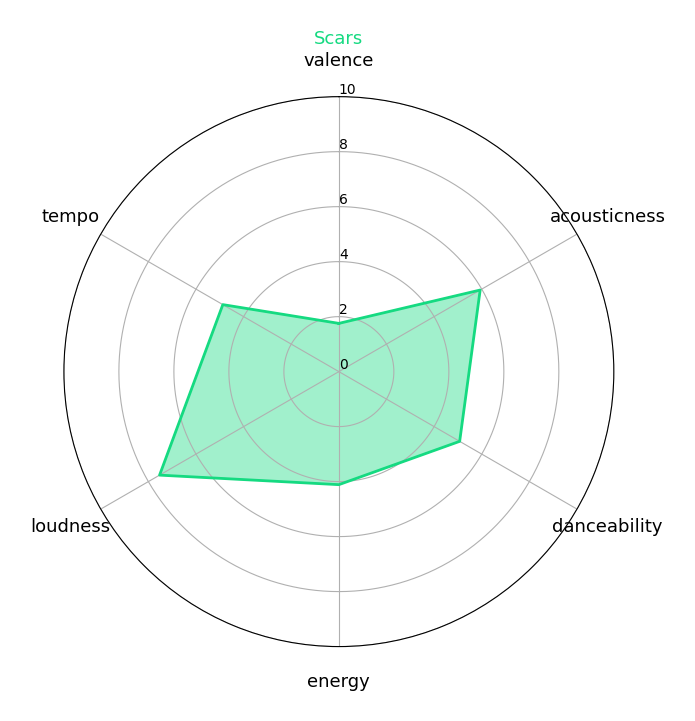 Scars
valence
10
8
6
4
2
0
tempo
acousticness
loudness
danceability
energy